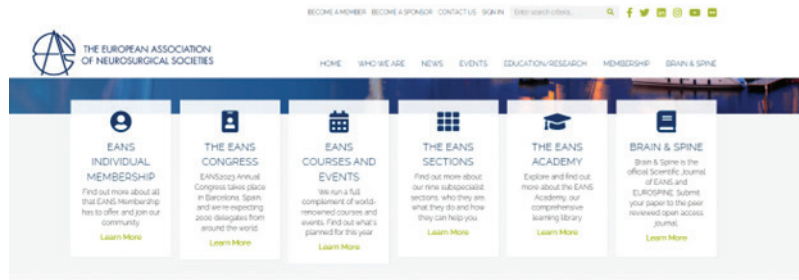 BECOME A MEMBER BECOME A SPONSOR CONTACT US SIGN IN Enter search criteria...
THE EUROPEAN ASSOCIATION
OF NEUROSURGICAL SOCIETIES
HOME WHO WE ARE NEWS EVENTS EDUCATION/RESEARCH MEMBERSHIP BRAIN & SPINE
EANS
INDIVIDUAL
MEMBERSHIP
Find out more about all
that EANS Membership
has to offer, and join our
community
Learn More
THE EANS
CONGRESS
EANS2023 Annual
Congress takes place
in Barcelona, Spain,
and we're expecting
2000 delegates from
around the world
Learn More
EANS
COURSES AND
EVENTS
We run a full
complement of world-
renowned courses and
events. Find out what's
planned for this year
Learn More
THE EANS
SECTIONS
Find out more about
our nine subspecialist
sections, who they are,
what they do and how
they can help you
Learn More
THE EANS
ACADEMY
Explore and find out
more about the EANS
Academy, our
comprehensive
learning library
Learn More
BRAIN & SPINE
Brain & Spine is the
official Scientific Journal
of EANS and
EUROSPINE. Submit
your paper to the peer
reviewed open access
journal.
Learn More